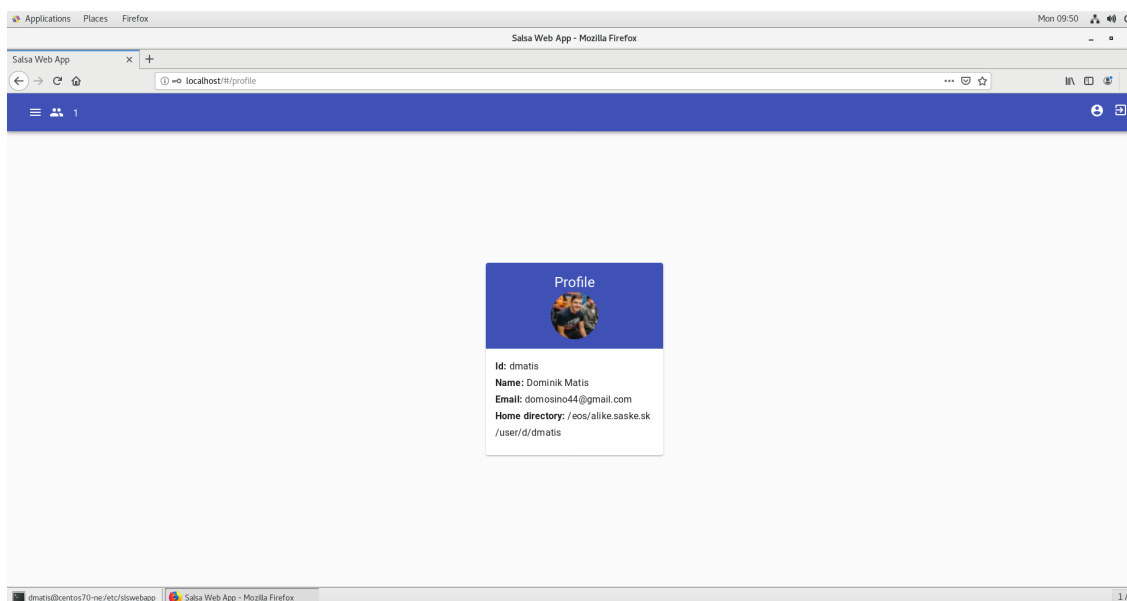 Applications Places Firefox Mon 09:50
Salsa Web App - Mozilla Firefox
Salsa Web App
localhost/#/profile
1
Profile
Id: dmatis
Name: Dominik Matis
Email: domosino44@gmail.com
Home directory: /eos/alike.saske.sk
/user/d/dmatis
dmatis@centos70-ne:/etc/slswebapp Salsa Web App - Mozilla Firefox 1 /